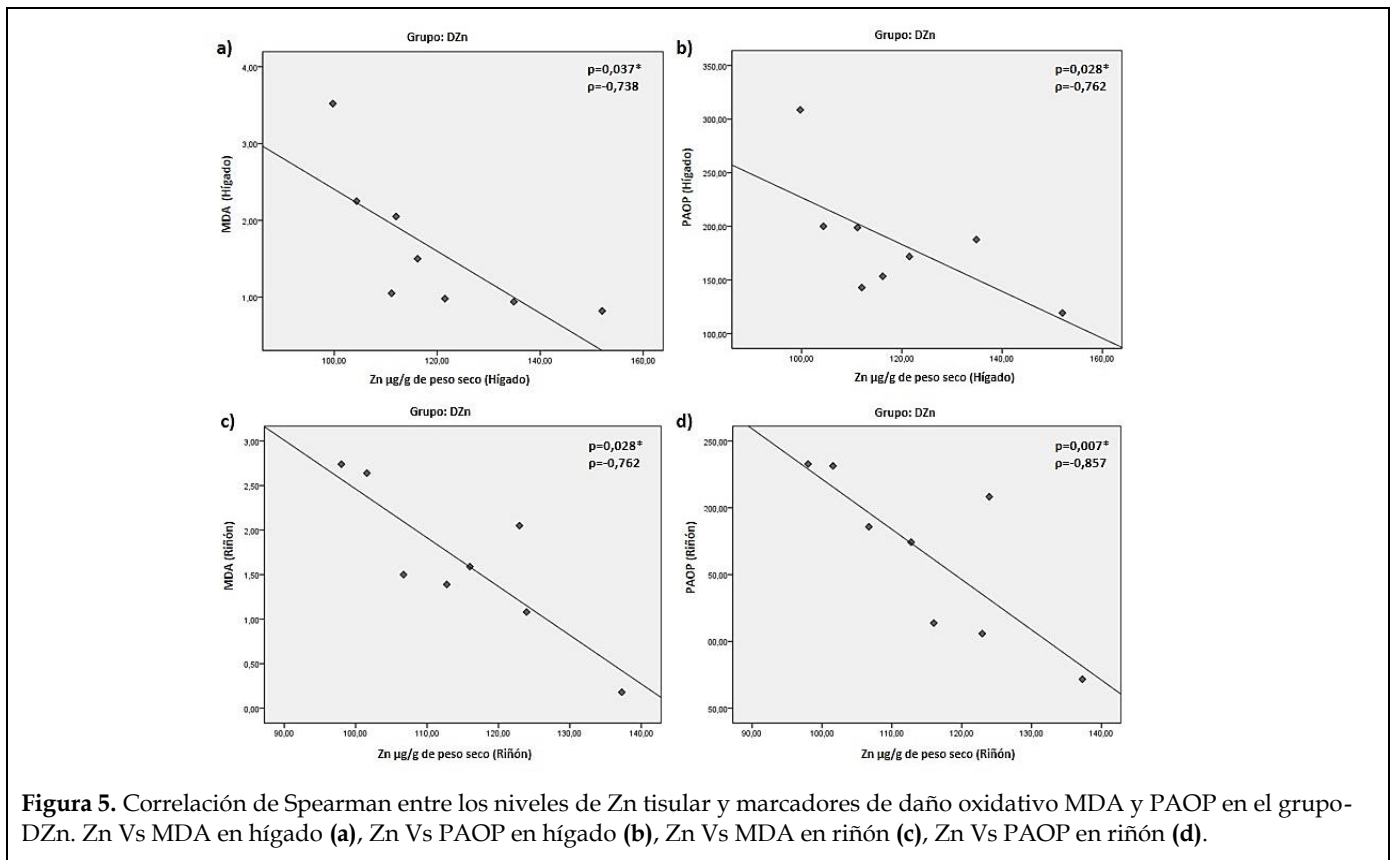 a)
Grupo: DZn
p=0,037*
ρ=-0,738
4,00
3,00
2,00
1,00
MDA (Hígado)
100,00 120,00 140,00 160,00
Zn µg/g de peso seco (Hígado)
b)
Grupo: DZn
p=0,028*
ρ=-0,762
350,00
300,00
250,00
200,00
150,00
100,00
PAOP (Hígado)
100,00 120,00 140,00 160,00
Zn µg/g de peso seco (Hígado)
c)
Grupo: DZn
p=0,028*
ρ=-0,762
3,00
2,50
2,00
1,50
1,00
0,50
0,00
MDA (Riñón)
90,00 100,00 110,00 120,00 130,00 140,00
Zn µg/g de peso seco (Riñón)
d)
Grupo: DZn
p=0,007*
ρ=-0,857
250,00
200,00
50,00
00,00
50,00
PAOP (Riñón)
90,00 100,00 110,00 120,00 130,00 140,00
Zn µg/g de peso seco (Riñón)
Figura 5. Correlación de Spearman entre los niveles de Zn tisular y marcadores de daño oxidativo MDA y PAOP en el grupo-
DZn. Zn Vs MDA en hígado (a), Zn Vs PAOP en hígado (b), Zn Vs MDA en riñón (c), Zn Vs PAOP en riñón (d).